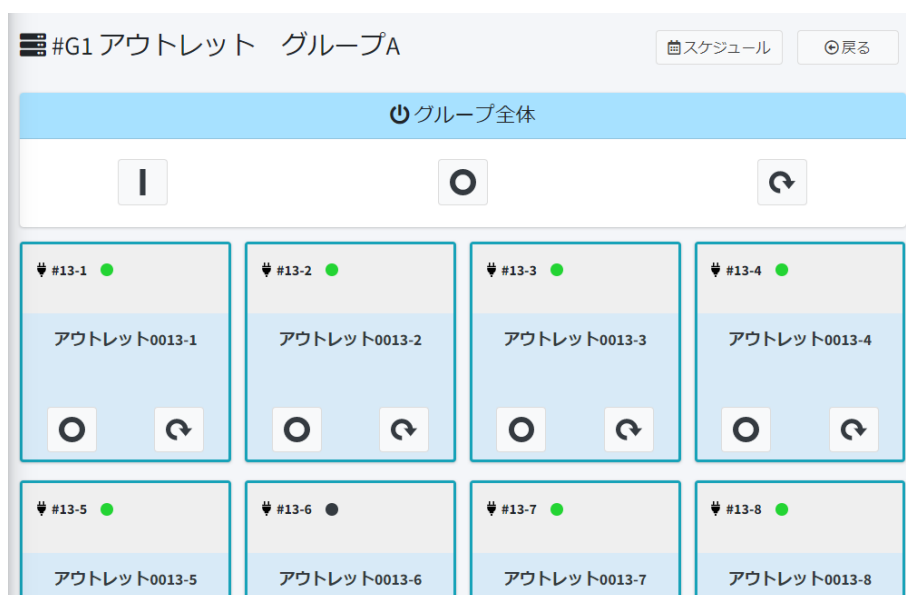 #G1 アウトレット　グループA
スケジュール
戻る
グループ全体
#13-1
#13-2
#13-3
#13-4
アウトレット0013-1
アウトレット0013-2
アウトレット0013-3
アウトレット0013-4
#13-5
#13-6
#13-7
#13-8
アウトレット0013-5
アウトレット0013-6
アウトレット0013-7
アウトレット0013-8